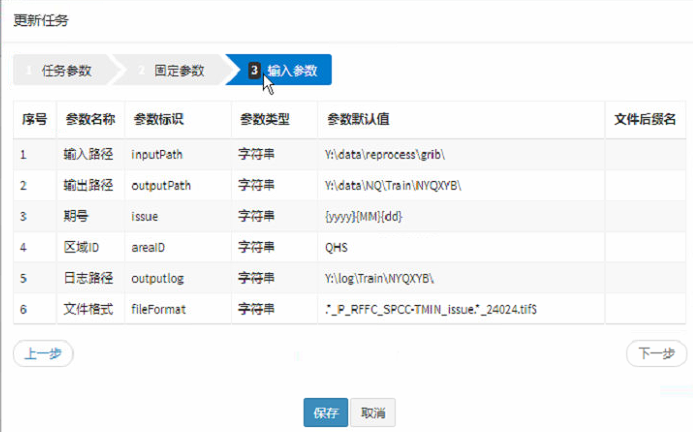 更新任务
1 任务参数 2 固定参数 3 输入参数
序号 参数名称 参数标识 参数类型 参数默认值 文件后缀名
1 输入路径 inputPath 字符串 Y:\data\reprocess\grib\
2 输出路径 outputPath 字符串 Y:\data\NQ\Train\NYQXYB\
3 期号 issue 字符串 {yyyy}{MM}{dd}
4 区域ID areaID 字符串 QHS
5 日志路径 outputlog 字符串 Y:\log\Train\NYQXYB\
6 文件格式 fileFormat 字符串 .*_P_RFFC_SPCC-TMIN_issue.*_24024.tif$
上一步 下一步
保存 取消